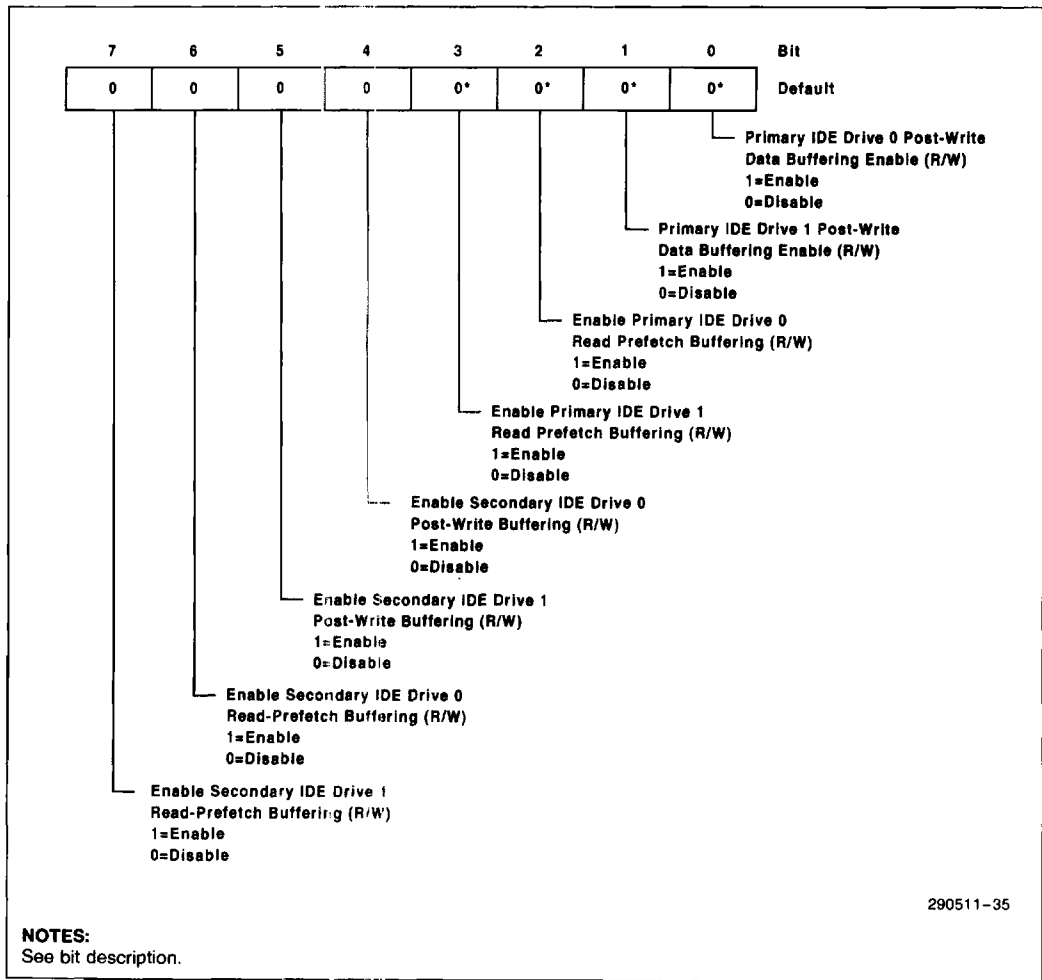 7 6 5 4 3 2 1 0 Bit
0 0 0 0 0* 0* 0* 0* Default
Primary IDE Drive 0 Post-Write
Data Buffering Enable (R/W)
1=Enable
0=Disable
Primary IDE Drive 1 Post-Write
Data Buffering Enable (R/W)
1=Enable
0=Disable
Enable Primary IDE Drive 0
Read Prefetch Buffering (R/W)
1=Enable
0=Disable
Enable Primary IDE Drive 1
Read Prefetch Buffering (R/W)
1=Enable
0=Disable
Enable Secondary IDE Drive 0
Post-Write Buffering (R/W)
1=Enable
0=Disable
Enable Secondary IDE Drive 1
Post-Write Buffering (R/W)
1=Enable
0=Disable
Enable Secondary IDE Drive 0
Read-Prefetch Buffering (R/W)
1=Enable
0=Disable
Enable Secondary IDE Drive 1
Read-Prefetch Buffering (R/W)
1=Enable
0=Disable
290511-35
NOTES:
See bit description.